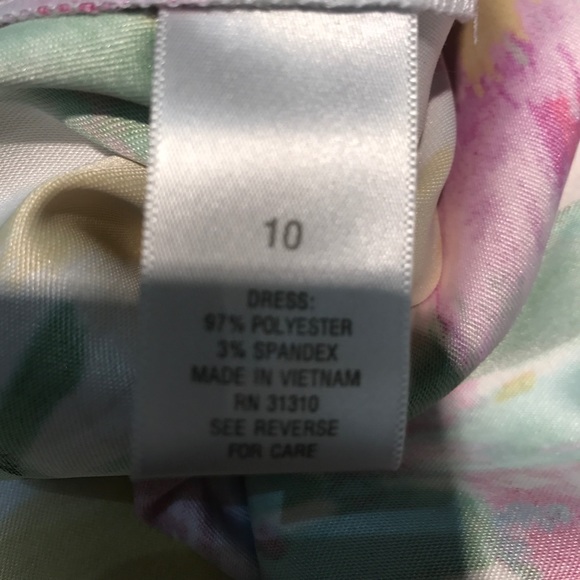 10
DRESS:
97% POLYESTER
3% SPANDEX
MADE IN VIETNAM
RN 31310
SEE REVERSE
FOR CARE